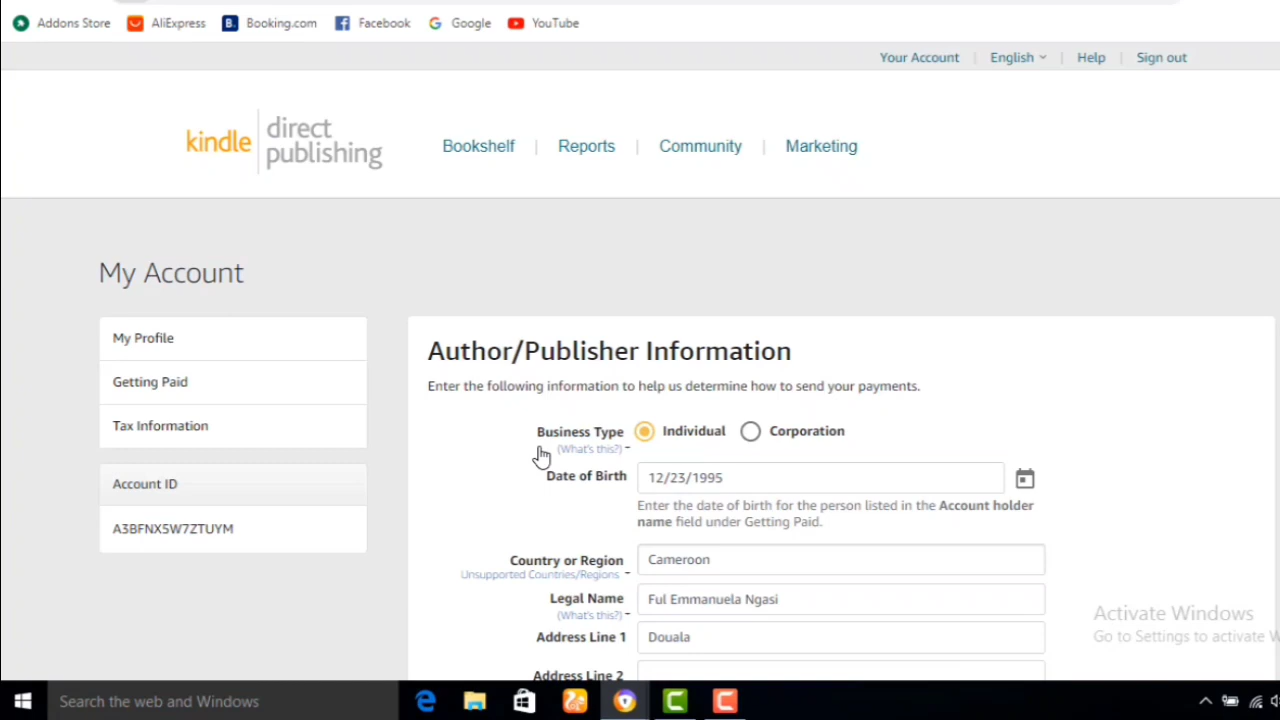 Addons Store AliExpress B. Booking.com Facebook Google YouTube
Your Account English Help Sign out
kindle direct publishing
Bookshelf Reports Community Marketing
My Account
My Profile
Getting Paid
Tax Information
Account ID
A3BFNX5W7ZTUYM
Author/Publisher Information
Enter the following information to help us determine how to send your payments.
Business Type Individual Corporation
(What's this?)
Date of Birth 12/23/1995
Enter the date of birth for the person listed in the Account holder
name field under Getting Paid.
Country or Region Cameroon
Unsupported Countries/Regions
Legal Name Ful Emmanuela Ngasi
(What's this?)
Address Line 1 Douala
Address Line 2
Activate Windows
Go to Settings to activate W
Search the web and Windows